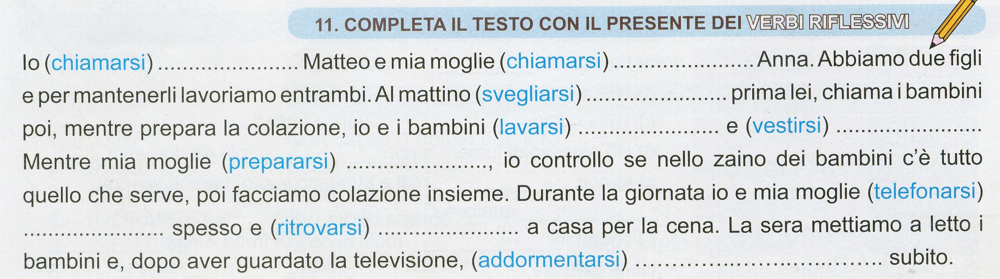 11. COMPLETA IL TESTO CON IL PRESENTE DEI VERBI RIFLESSIVI
Io (chiamarsi) ....................... Matteo e mia moglie (chiamarsi) ....................... Anna. Abbiamo due figli
e per mantenerli lavoriamo entrambi. Al mattino (svegliarsi) ....................... prima lei, chiama i bambini
poi, mentre prepara la colazione, io e i bambini (lavarsi) ....................... e (vestirsi) .......................
Mentre mia moglie (prepararsi) ......................., io controllo se nello zaino dei bambini c'è tutto
quello che serve, poi facciamo colazione insieme. Durante la giornata io e mia moglie (telefonarsi)
....................... spesso e (ritrovarsi) ....................... a casa per la cena. La sera mettiamo a letto i
bambini e, dopo aver guardato la televisione, (addormentarsi) ................................. subito.